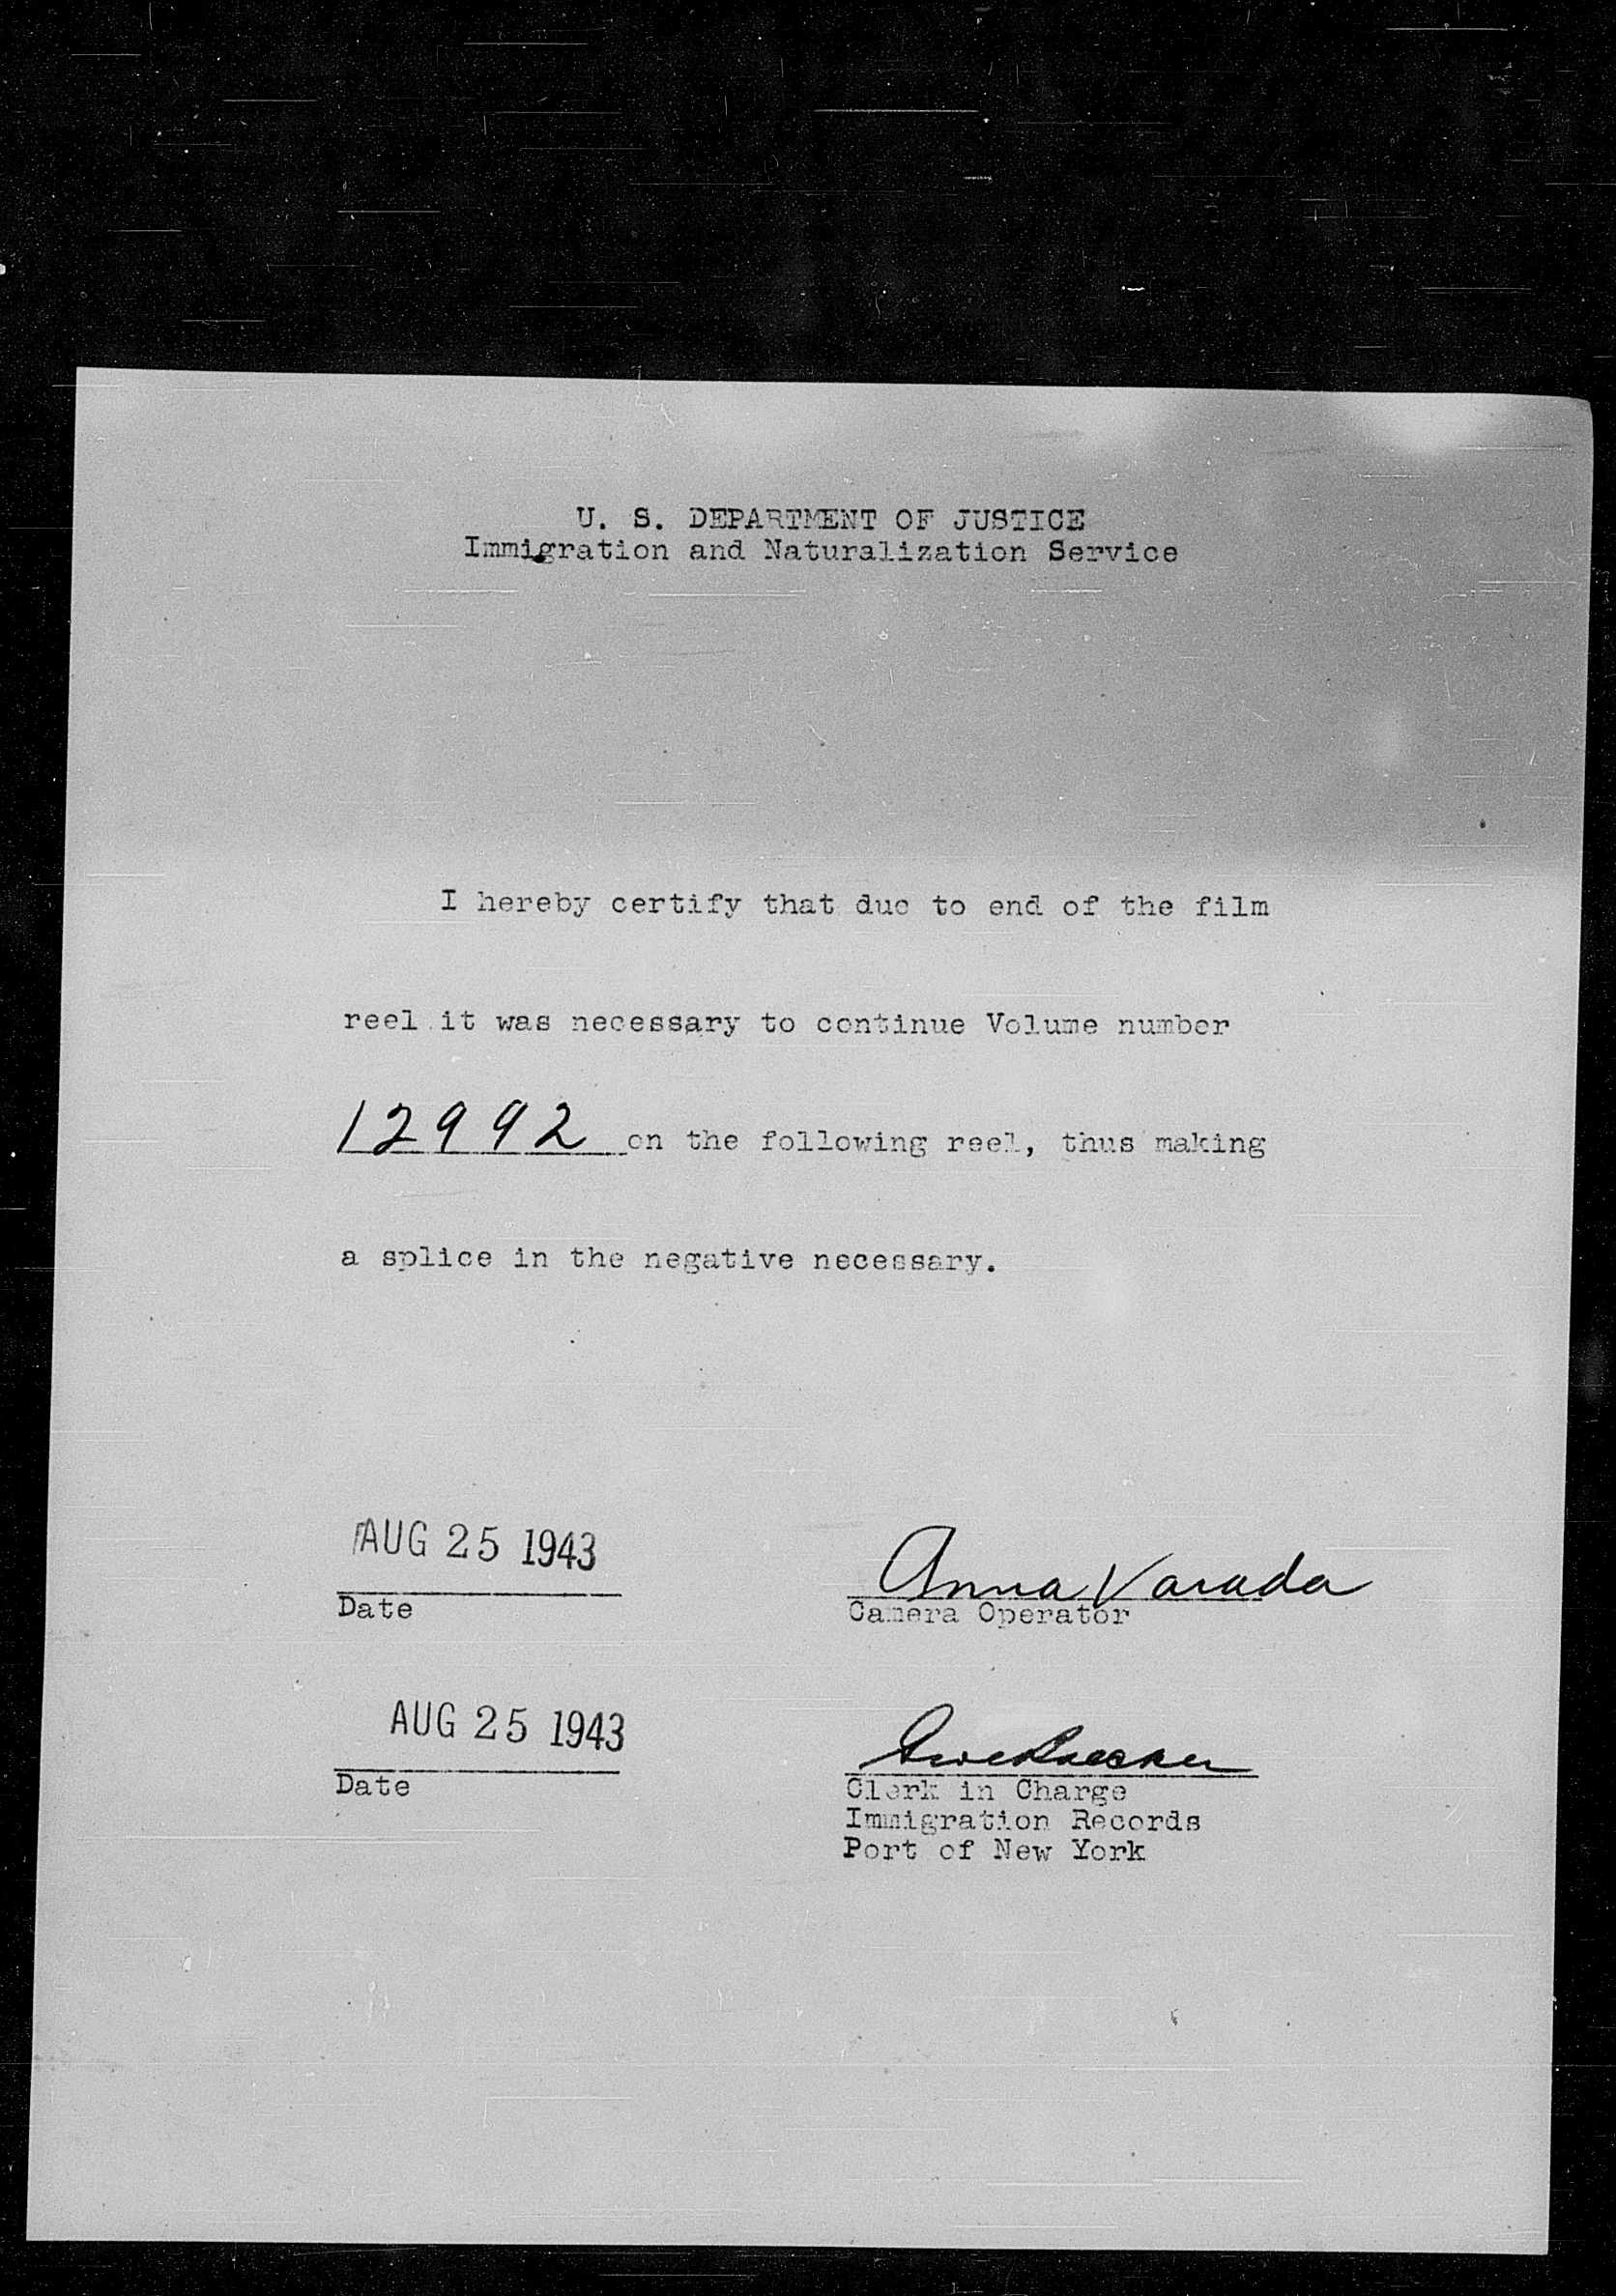 U. S. DEPARTMENT OF JUSTICE
Immigration and Naturalization Service
I hereby certify that due to end of the film
reel it was necessary to continue Volume number
12992 on the following reel, thus making
a splice in the negative necessary.
AUG 25 1943
Anna Varada
Date
Camera Operator
AUG 25 1943
Date
Clerk in Charge
Immigration Records
Port of New York